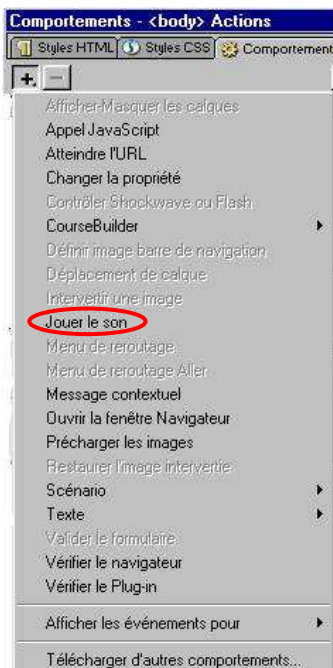 Comportements - <body> Actions
Styles HTML Styles CSS Comportement
+ -
Afficher-Masquer les calques
Appel JavaScript
Atteindre l'URL
Changer la propriété
Contrôler Shockwave ou Flash
CourseBuilder
Définir image barre de navigation
Déplacement de calque
Intervertir une image
Jouer le son
Menu de reroutage
Menu de reroutage Aller
Message contextuel
Ouvrir la fenêtre Navigateur
Précharger les images
Restaurer l'image intervertie
Scénario
Texte
Valider le formulaire
Vérifier le navigateur
Vérifier le Plug-in
Afficher les événements pour
Télécharger d'autres comportements...